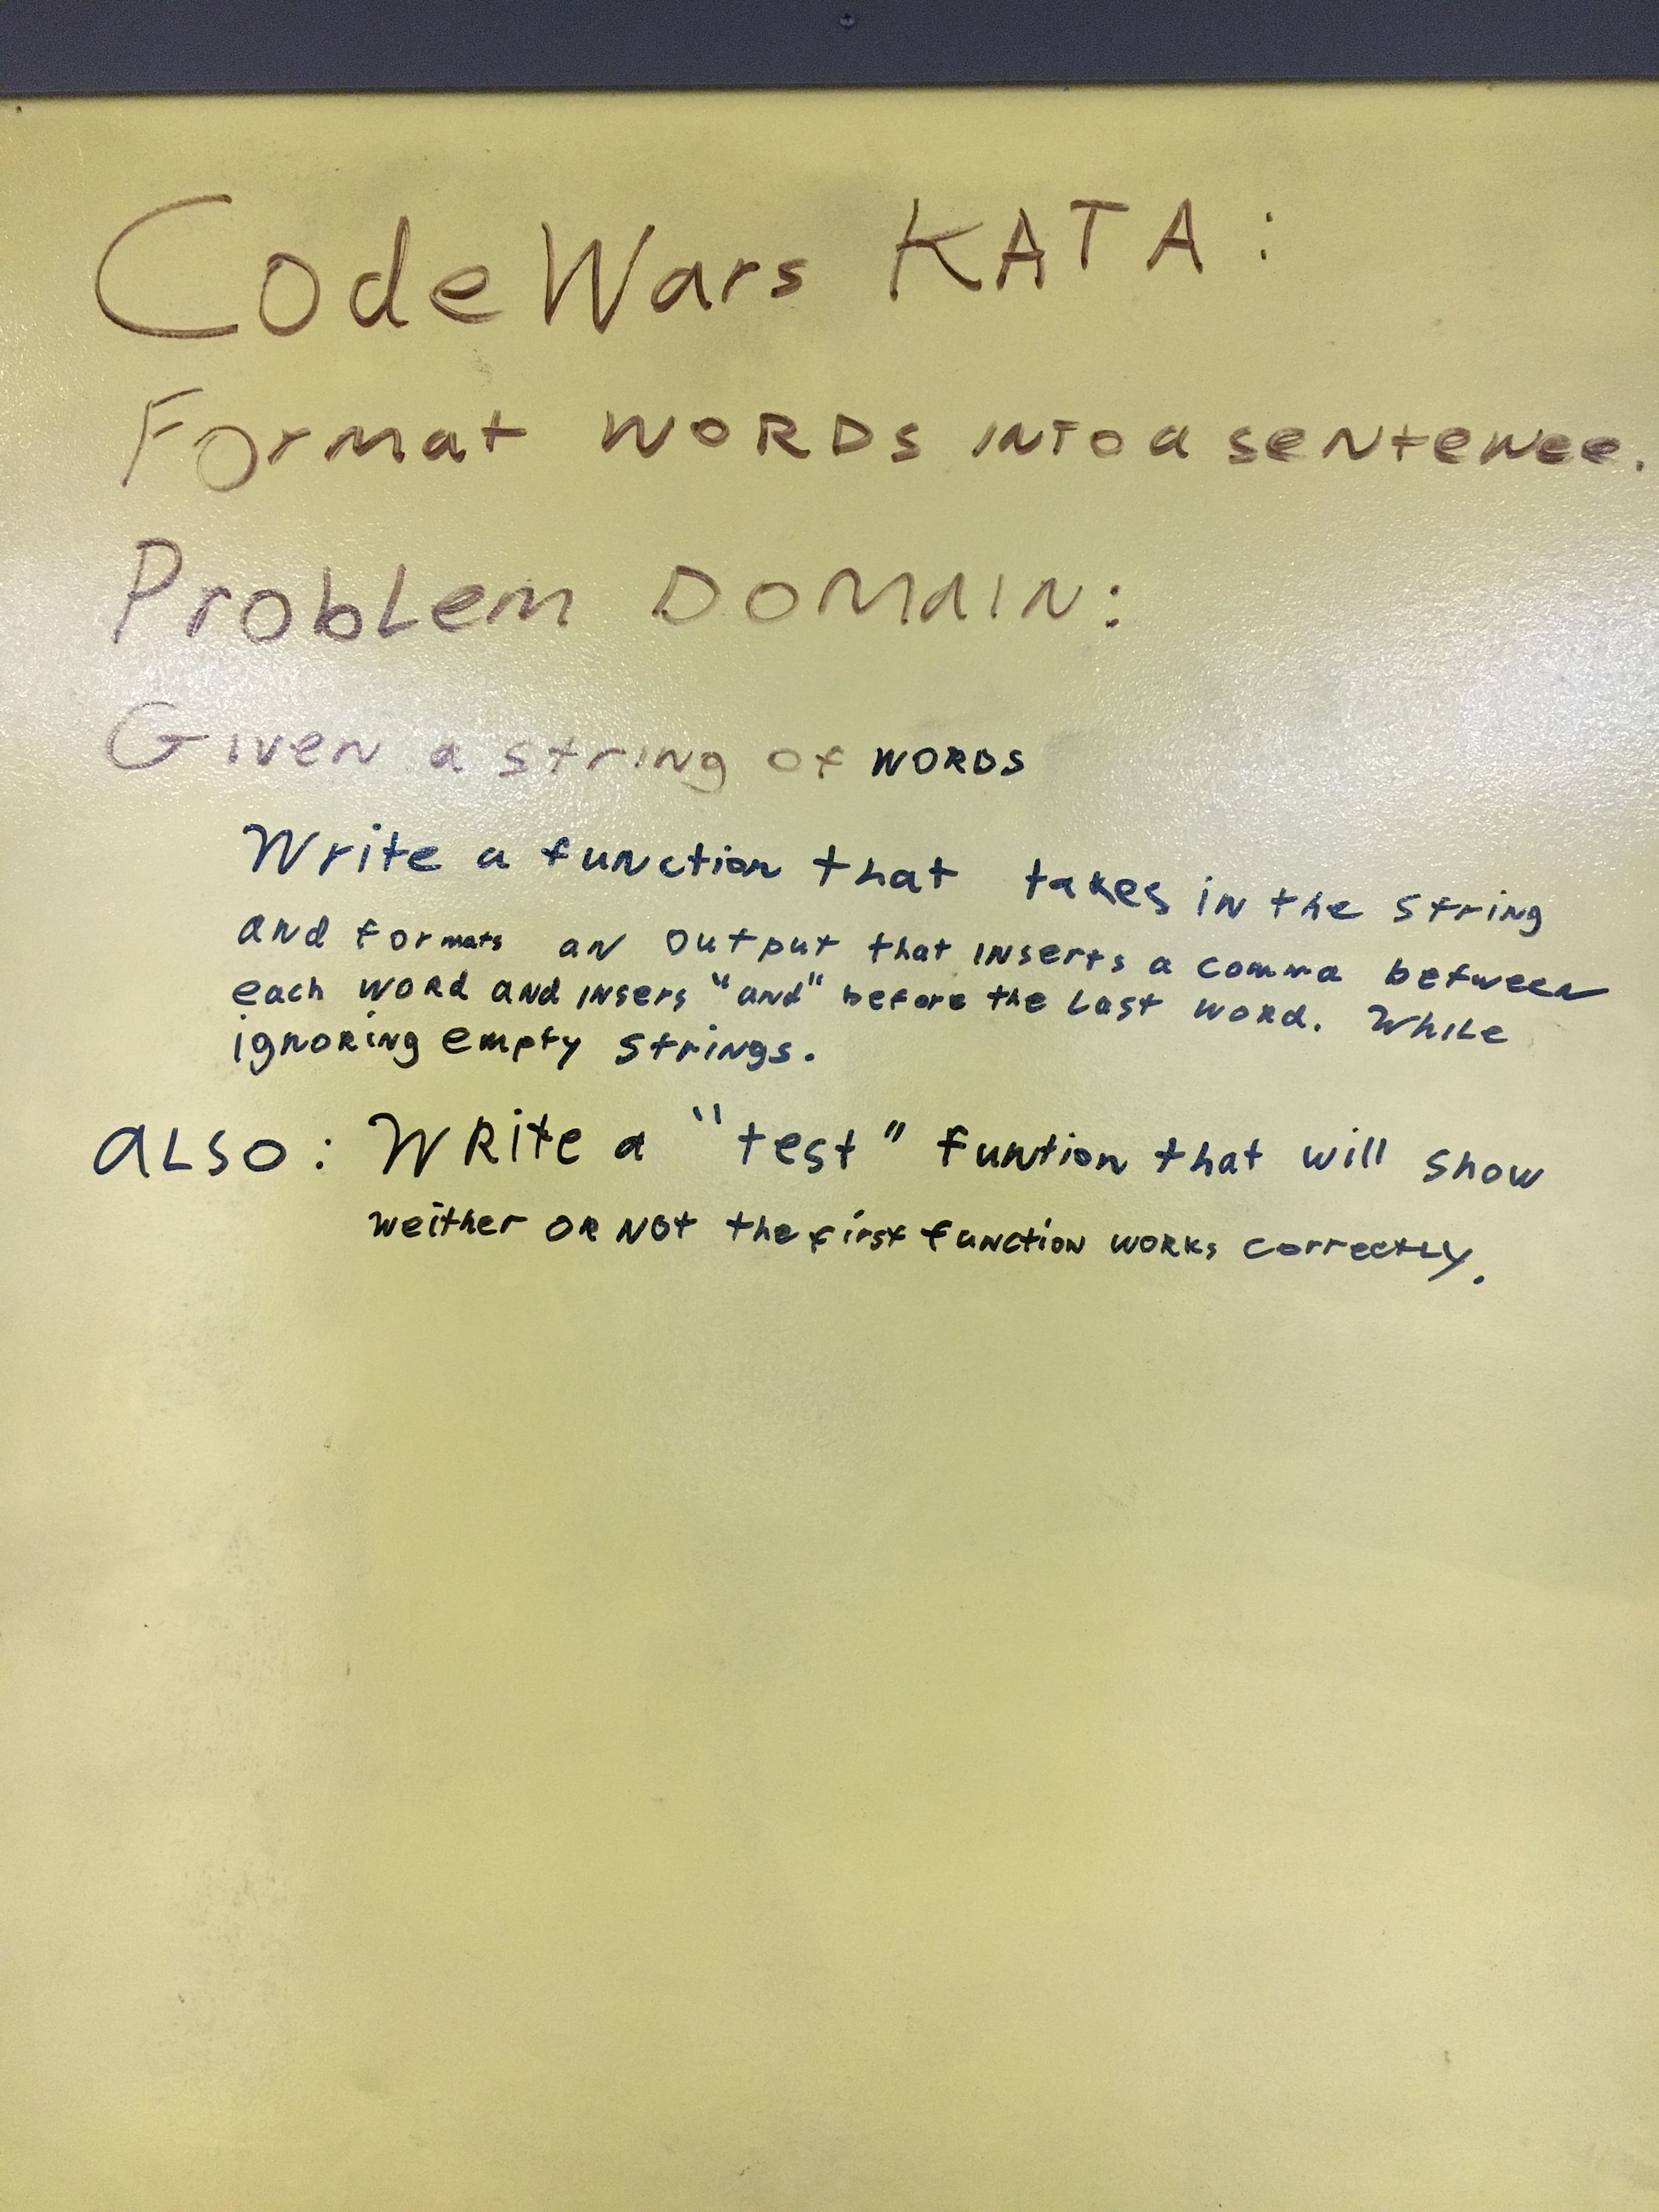 CodeWars KATA:
Format WORDS INTO a sentence.
Problem DOMAIN:
Given a string of WORDS
Write a function that takes in the string
and formats an output that inserts a comma between
each word and insers "and" before the last word. While
ignoring empty strings.
ALSO: Write a "test" funtion that will show
weither OR NOT the first function works correctly.